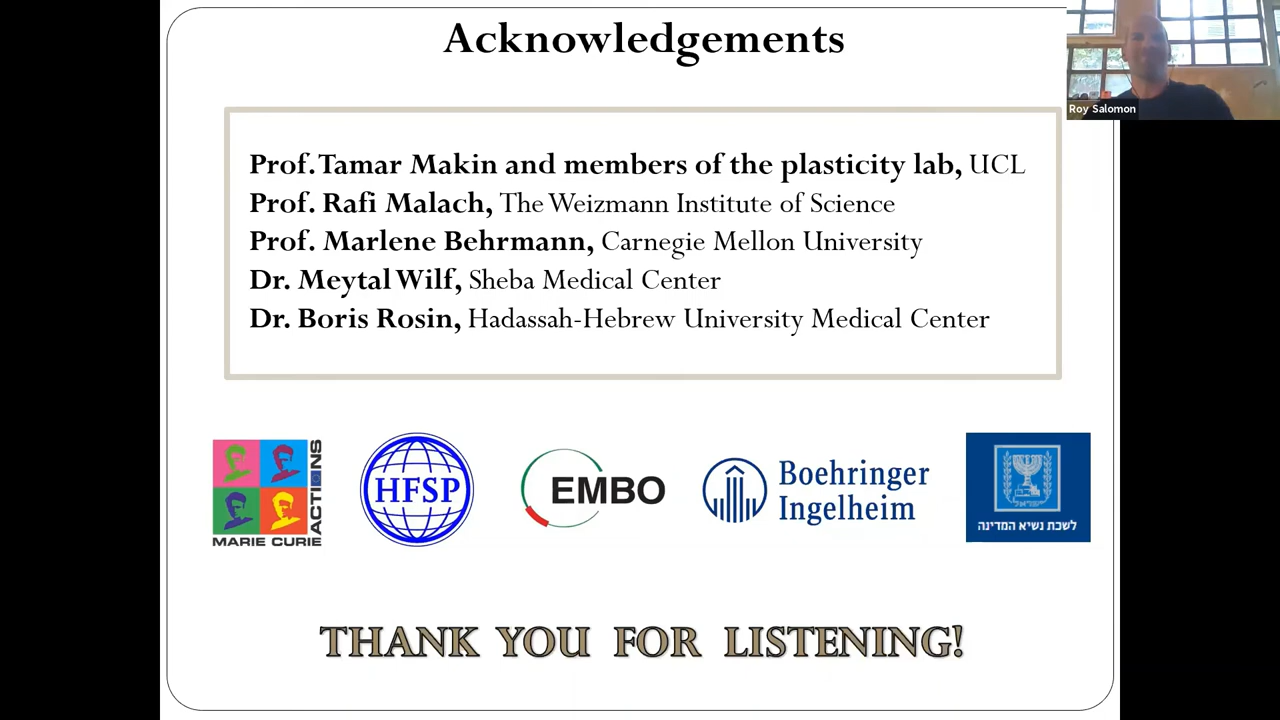 Acknowledgements
Roy Salomon
Prof. Tamar Makin and members of the plasticity lab, UCL
Prof. Rafi Malach, The Weizmann Institute of Science
Prof. Marlene Behrmann, Carnegie Mellon University
Dr. Meytal Wilf, Sheba Medical Center
Dr. Boris Rosin, Hadassah-Hebrew University Medical Center
ACTIONS
MARIE CURIE
HFSP
EMBO
Boehringer
Ingelheim
לשכת נשיא המדינה
THANK YOU FOR LISTENING!